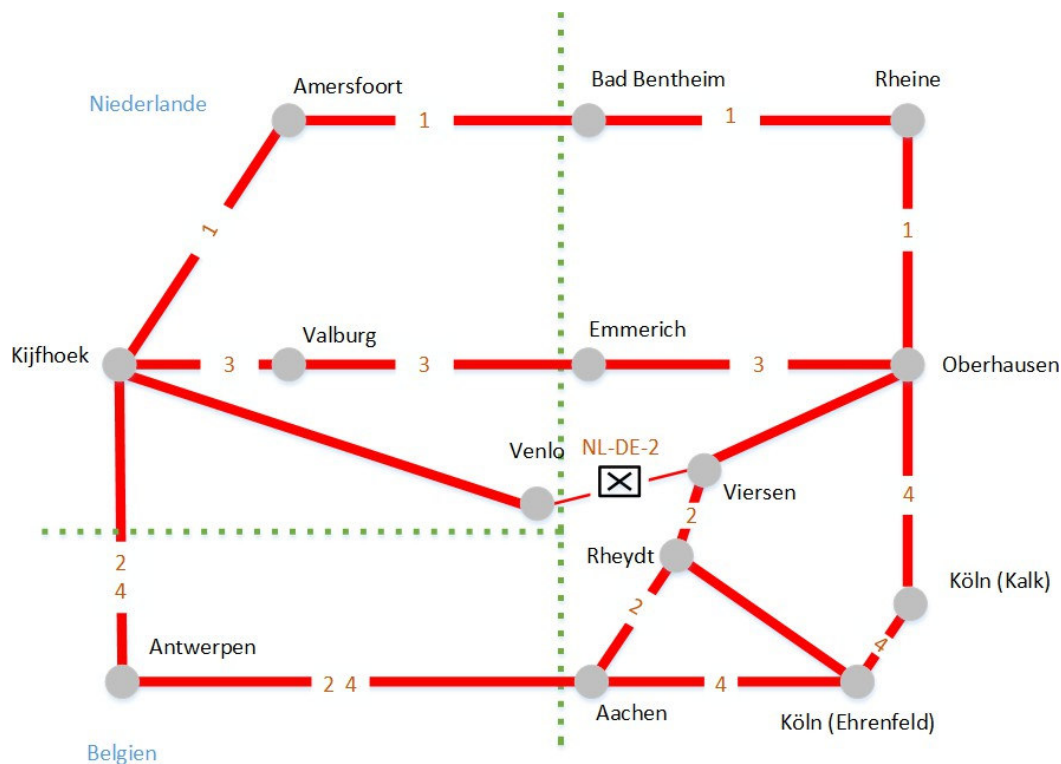 Amersfoort
Bad Bentheim
Rheine
Niederlande
1
1
1
1
Kijfhoek
Valburg
Emmerich
Oberhausen
3
3
3
Venlo
NL-DE-2
Viersen
4
2
Rheydt
2
4
Köln (Kalk)
2
4
Antwerpen
2 4
4
Aachen
Köln (Ehrenfeld)
Belgien